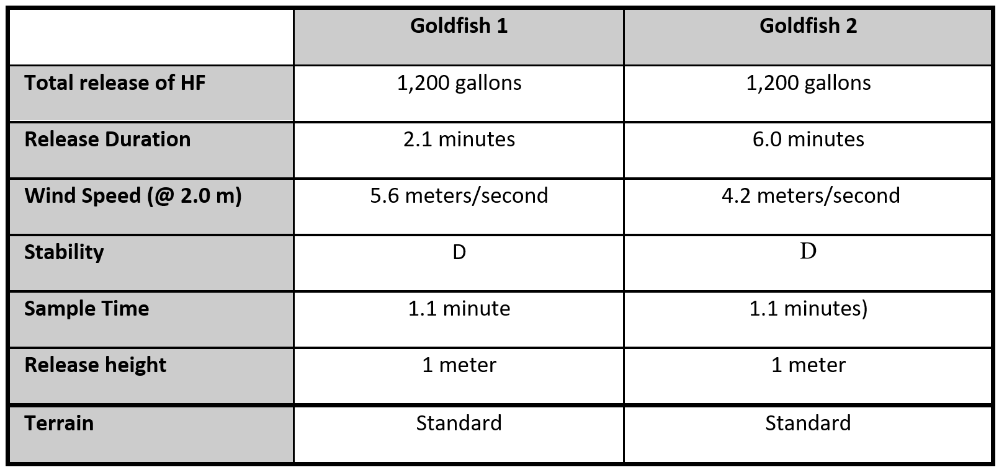 Goldfish 1 Goldfish 2
Total release of HF 1,200 gallons 1,200 gallons
Release Duration 2.1 minutes 6.0 minutes
Wind Speed (@ 2.0 m) 5.6 meters/second 4.2 meters/second
Stability D D
Sample Time 1.1 minute 1.1 minutes)
Release height 1 meter 1 meter
Terrain Standard Standard